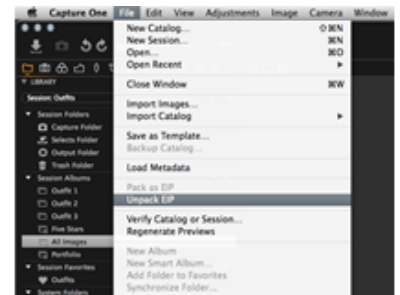 Capture One File Edit View Adjustments Image Camera Window
New Catalog... ⇧⌘N
New Session... ⌘N
Open... ⌘O
Open Recent
Close Window ⌘W
Import Images...
Import Catalog
Save as Template...
Backup Catalog...
Load Metadata
Pack as EIP
Unpack EIP
Verify Catalog or Session...
Regenerate Previews
New Album
New Smart Album...
Add Folder to Favorites
Synchronize Folder...
LIBRARY
Session: Outfits
Session Folders
Capture Folder
Selects Folder
Output Folder
Trash Folder
Session Albums
Outfit 1
Outfit 2
Outfit 3
Five Stars
All Images
Portfolio
Session Favorites
Outfits
System Folders